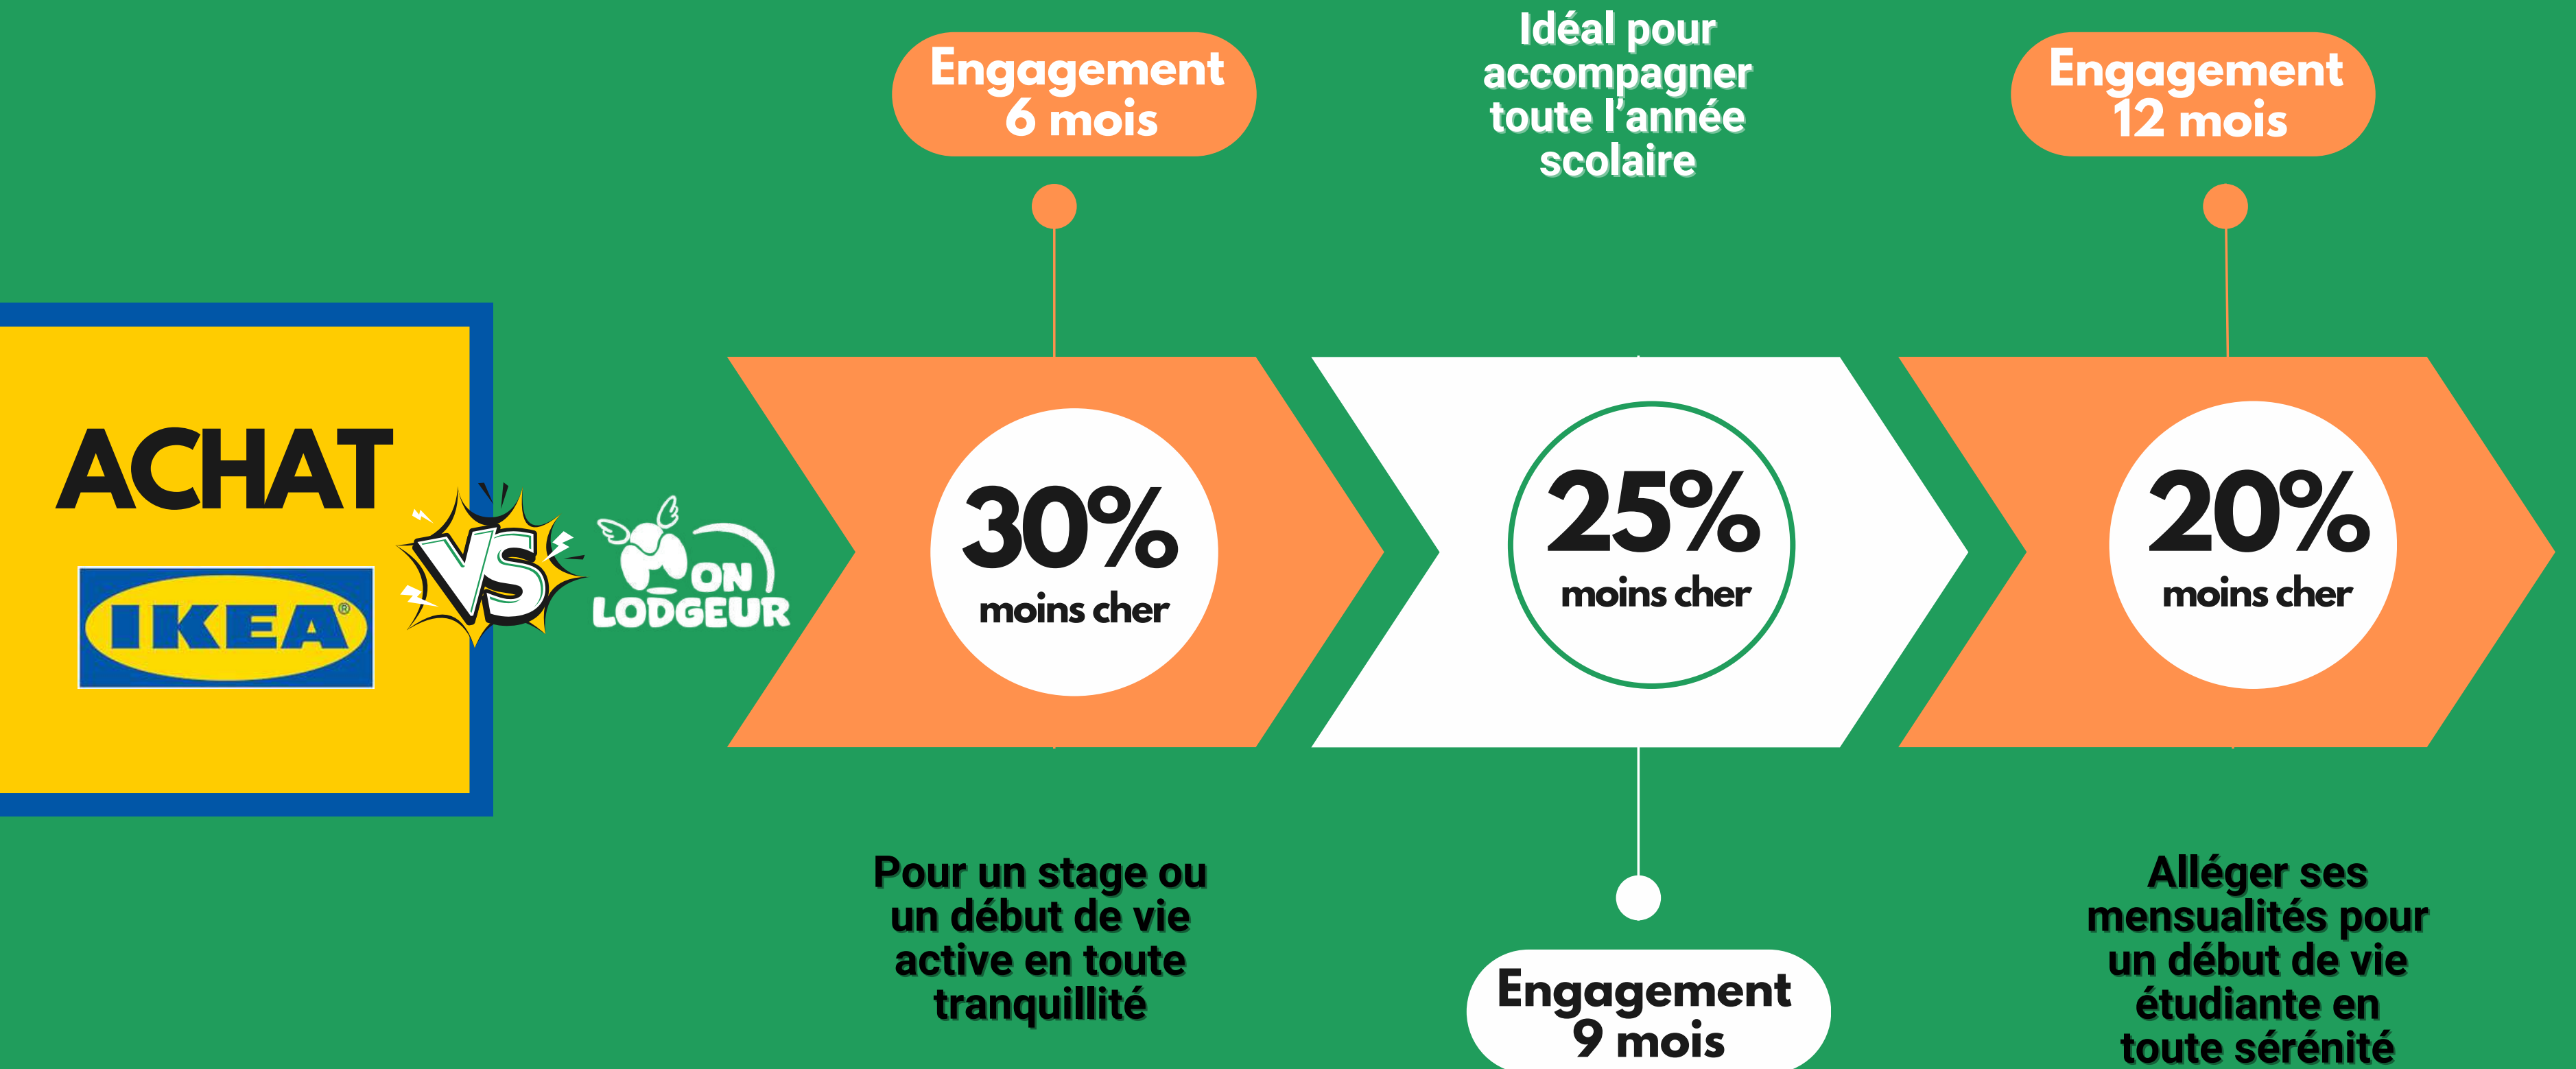 ACHAT
IKEA®
VS
MON
LODGEUR
Engagement
6 mois
30%
moins cher
Pour un stage ou
un début de vie
active en toute
tranquillité
Idéal pour
accompagner
toute l'année
scolaire
25%
moins cher
Engagement
9 mois
Engagement
12 mois
20%
moins cher
Alléger ses
mensualités pour
un début de vie
étudiante en
toute sérénité